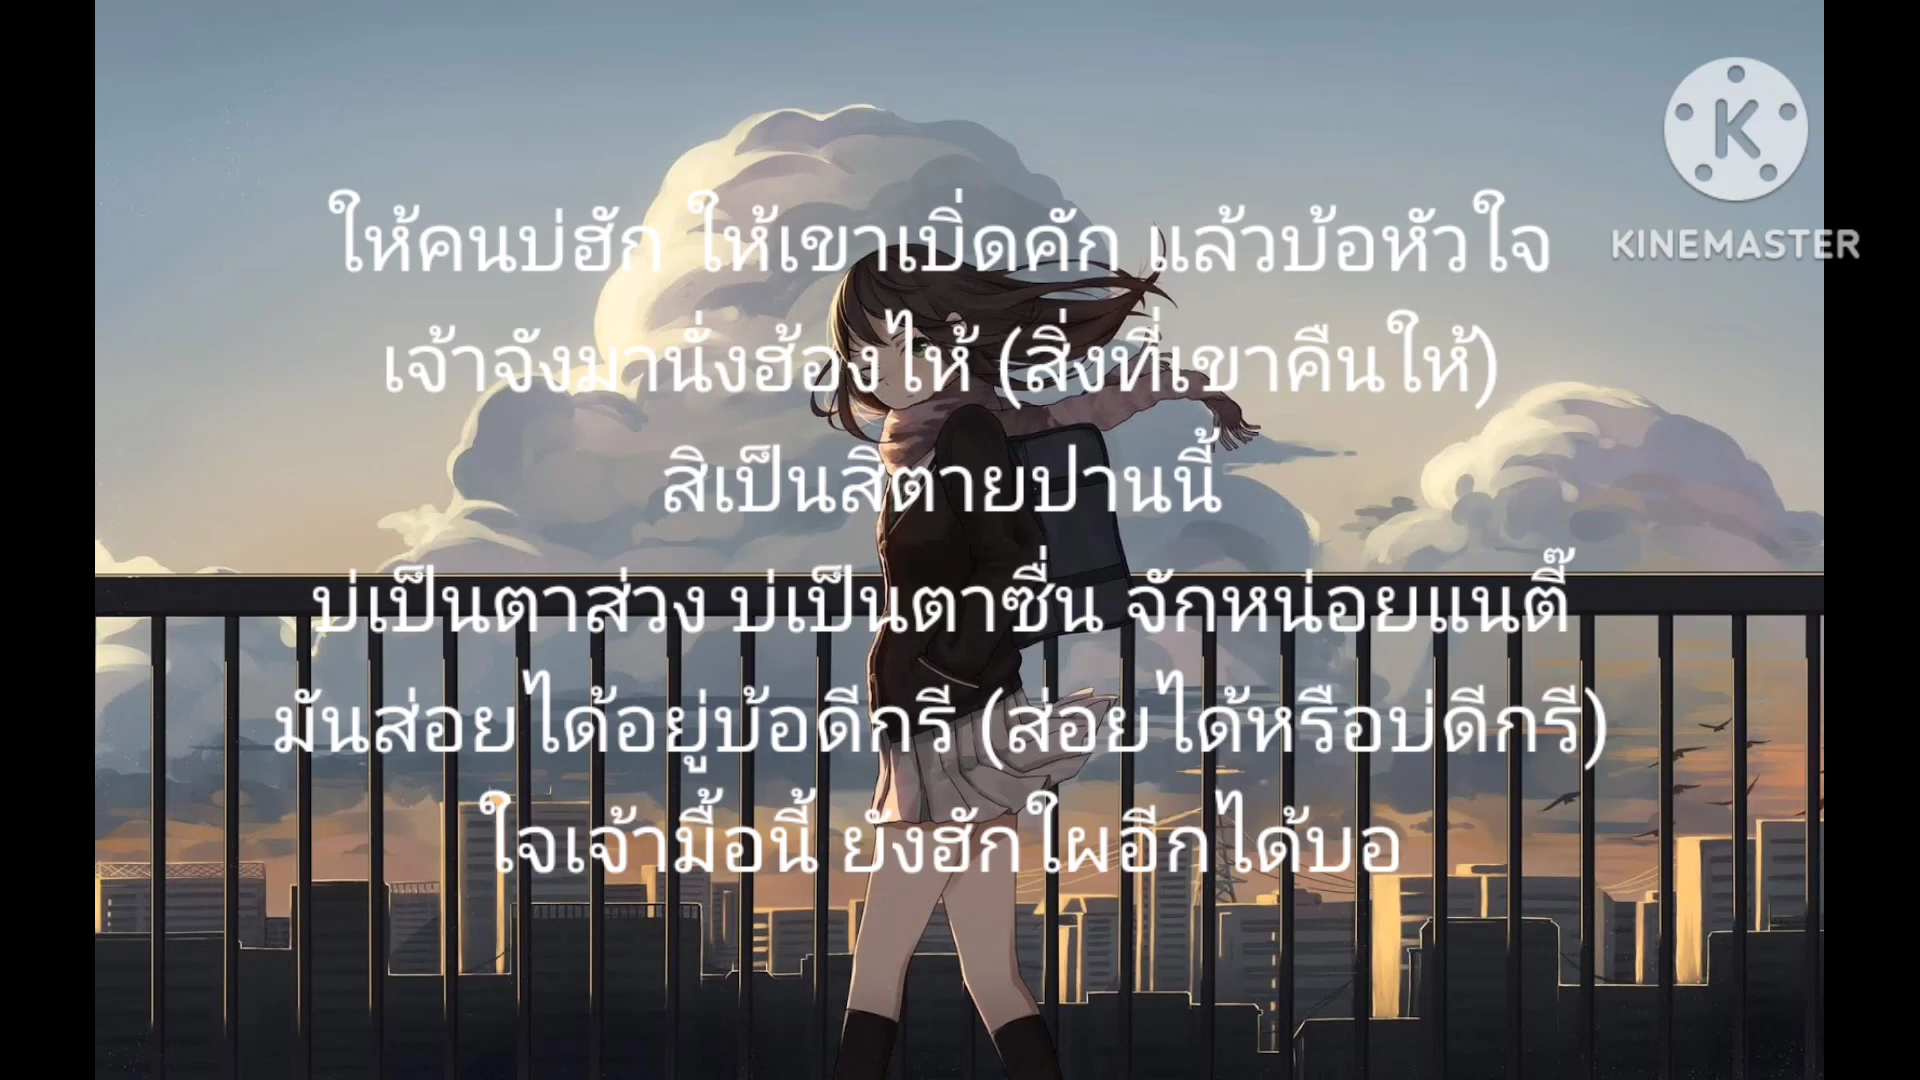 ให้คนบ่ฮัก ให้เขาเบิ่ดคัก แล้วบ้อหัวใจ
เจ้าจังมานั่งฮ้องไห้ (สิ่งที่เขาคืนให้)
สิเป็นสิตายปานนี้
บ่เป็นตาส่วง บ่เป็นตาซื่น จักหน่อยแนตี๊
มันส่อยได้อยู่บ้อดีกรี (ส่อยได้หรือบ่ดีกรี)
ใจเจ้ามื้อนี้ ยังฮักใผอีกได้บอ
K
KINEMASTER